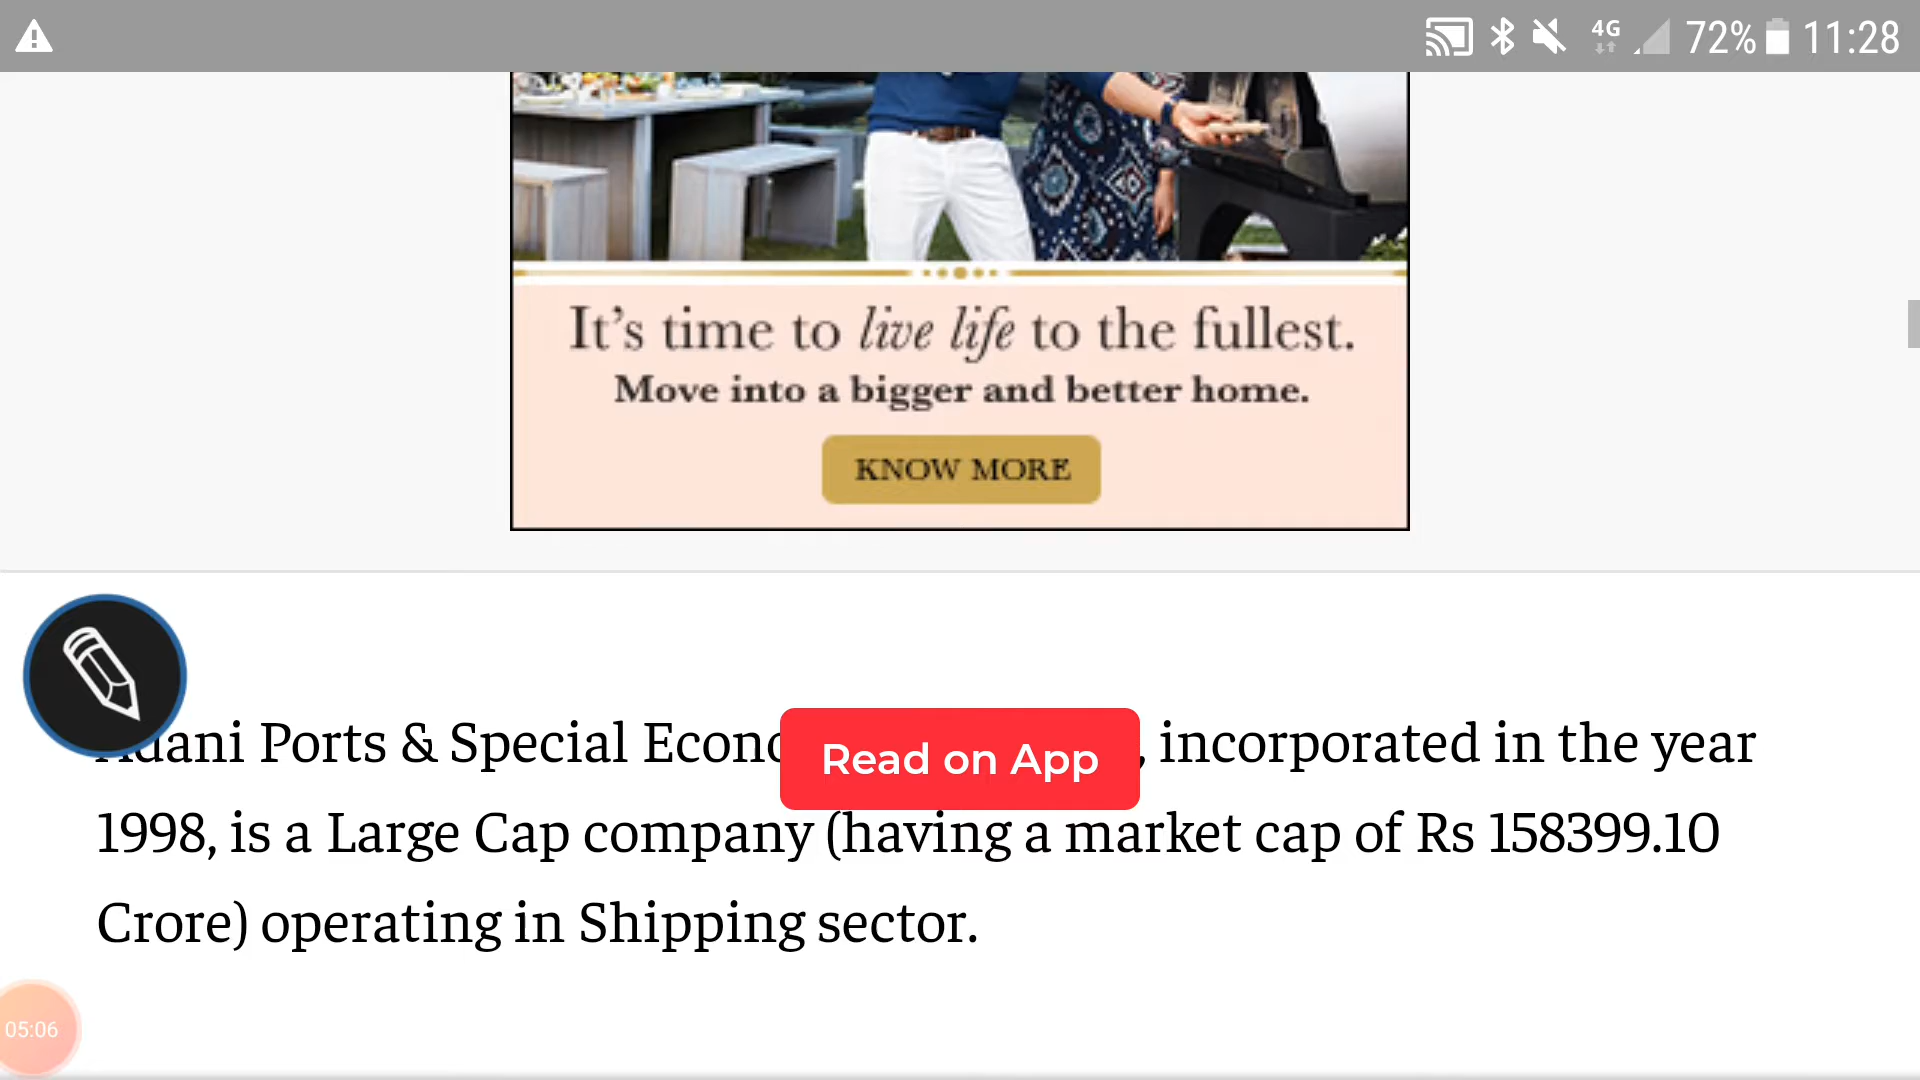 4G 72% 11:28
It's time to live life to the fullest.
Move into a bigger and better home.
KNOW MORE
Ports & Special , incorporated in the year
Read on App
1998, is a Large Cap company (having a market cap of Rs 158399.10
Crore) operating in Shipping sector.
05:06